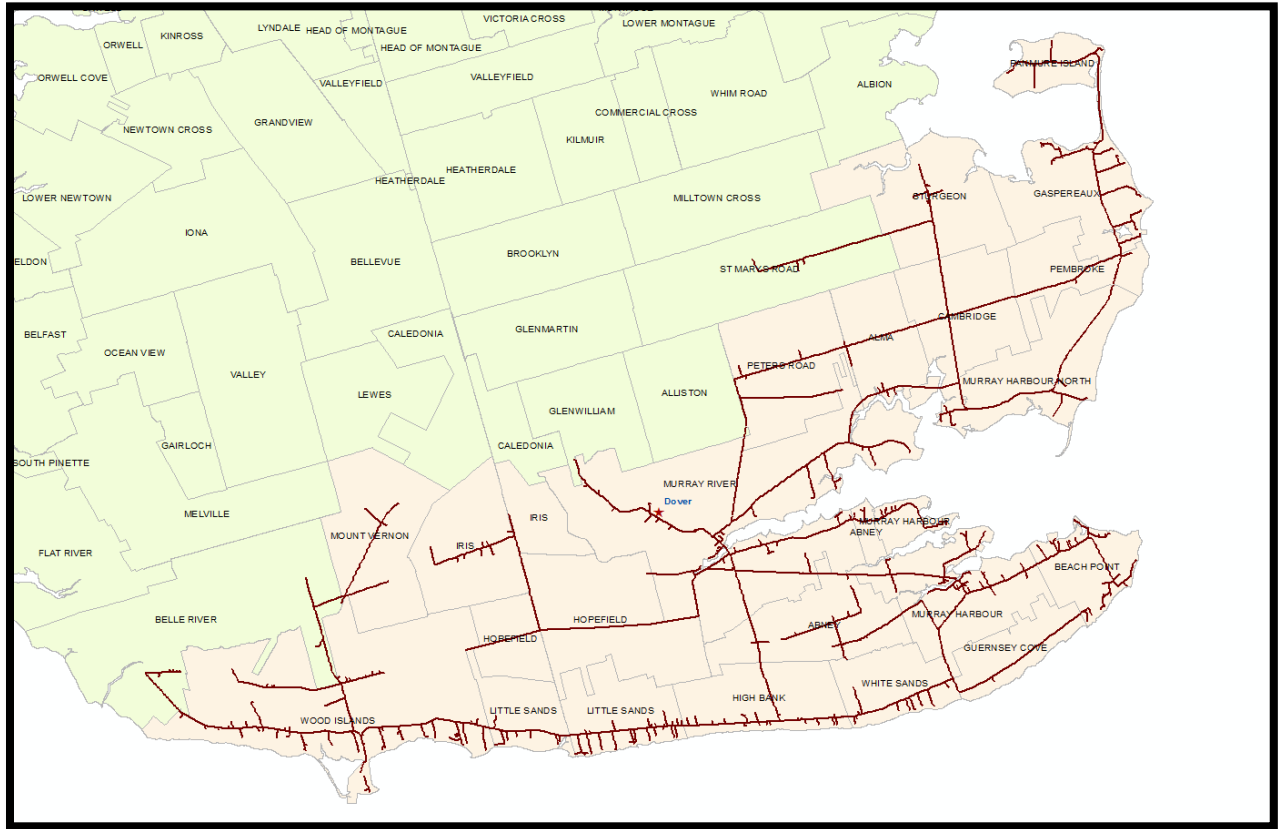 VICTORIA CROSS
LOWER MONTAGUE
LYNDALE
HEAD OF MONTAGUE
KINROSS
ORWELL
HEAD OF MONTAGUE
PANMURE ISLAND
ORWELL COVE
VALLEYFIELD
VALLEYFIELD
ALBION
WHIM ROAD
COMMERCIAL CROSS
GRANDVIEW
NEWTOWN CROSS
KILMUIR
HEATHERDALE
HEATHERDALE
LOWER NEWTOWN
MILLTOWN CROSS
STURGEON
GASPEREAUX
IONA
BROOKLYN
ELDON
BELLEVUE
ST MARYS ROAD
PEMBROKE
CAMBRIDGE
BELFAST
CALEDONIA
GLENMARTIN
ALMA
OCEAN VIEW
PETERS ROAD
VALLEY
MURRAY HARBOUR NORTH
LEWES
ALLISTON
GLENWILLIAM
GAIRLOCH
CALEDONIA
SOUTH PINETTE
MURRAY RIVER
Dover
MELVILLE
IRIS
MURRAY HARBOUR
ABNEY
MOUNT VERNON
IRIS
FLAT RIVER
BEACH POINT
BELLE RIVER
HOPEFIELD
MURRAY HARBOUR
ABNEY
HOPEFIELD
GUERNSEY COVE
WHITE SANDS
HIGH BANK
LITTLE SANDS
LITTLE SANDS
WOOD ISLANDS